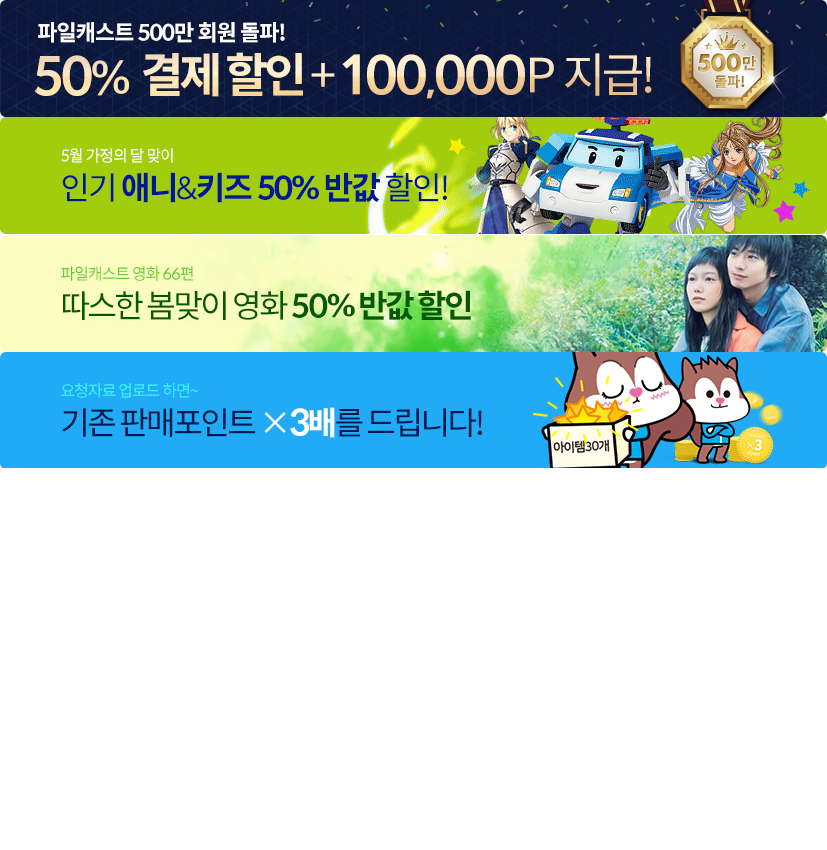 파일캐스트 500만 회원 돌파!
50% 결제 할인 + 100,000P 지급!
500만
돌파!
5월 가정의 달 맞이
인기 애니&키즈 50% 반값 할인!
파일캐스트 영화 66편
따스한 봄맞이 영화 50% 반값 할인
요청자료 업로드 하면~
기존 판매포인트 ×3배를 드립니다!
아이템30개
×3